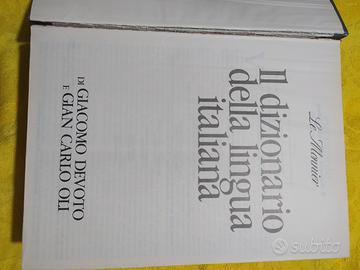 Le Monnier
Il dizionario
della lingua
italiana
DI GIACOMO DEVOTO
E GIAN CARLO OLI
subito